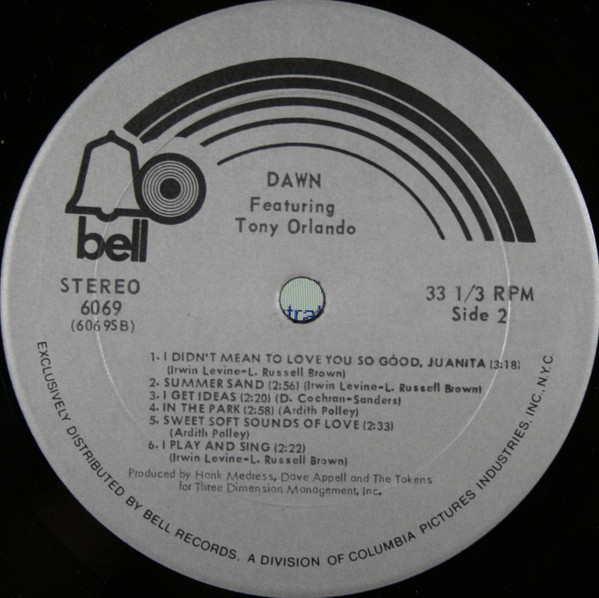 DAWN
Featuring
Tony Orlando
bell
STEREO
6069
(6069SB)
33 1/3 RPM
Side 2
1. I DIDN'T MEAN TO LOVE YOU SO GOOD, JUANITA (3:18)
(Irwin Levine-L. Russell Brown)
2. SUMMER SAND (2:56) (Irwin Levine-L. Russell Brown)
3. I GET IDEAS (2:20) (D. Cochran-Sanders)
4. IN THE PARK (2:58) (Ardith Polley)
5. SWEET SOFT SOUNDS OF LOVE (2:33)
(Ardith Polley)
6. I PLAY AND SING (2:22)
(Irwin Levine-L. Russell Brown)
Produced by Hank Medress, Dave Appell and The Tokens
for Three Dimension Management, Inc.
EXCLUSIVELY DISTRIBUTED BY BELL RECORDS. A DIVISION OF COLUMBIA PICTURES INDUSTRIES, INC., N.Y.C.